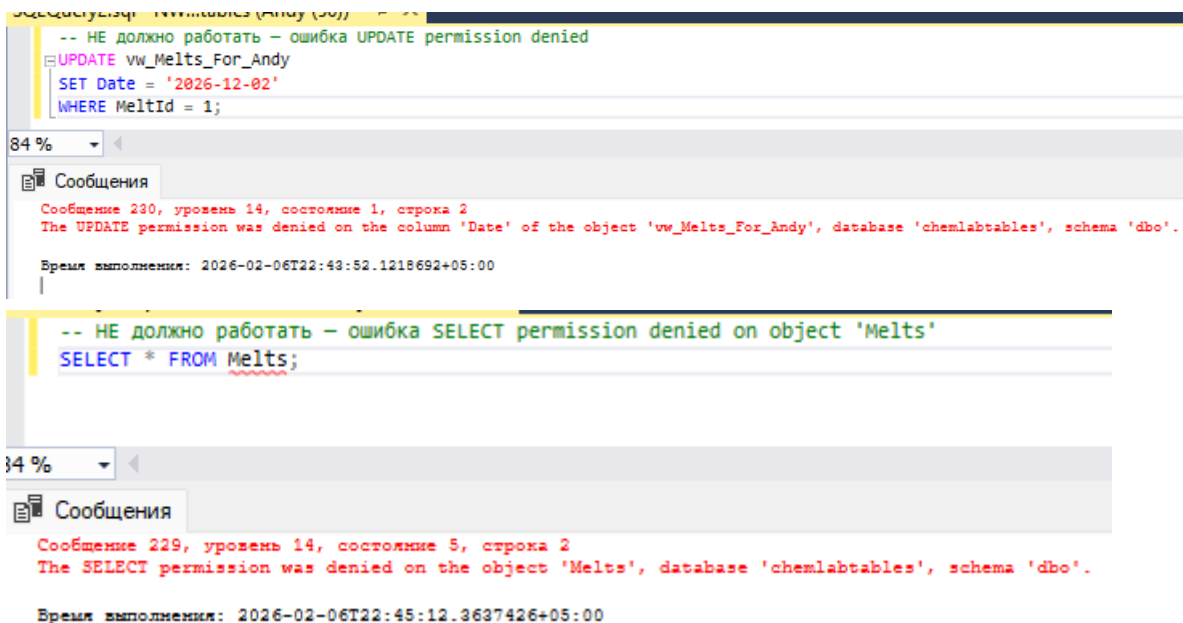 -- НЕ должно работать — ошибка UPDATE permission denied
UPDATE vw_Melts_For_Andy
SET Date = '2026-12-02'
WHERE MeltId = 1;
84 %
Сообщения
Сообщение 230, уровень 14, состояние 1, строка 2
The UPDATE permission was denied on the column 'Date' of the object 'vw_Melts_For_Andy', database 'chemlabtables', schema 'dbo'.
Время выполнения: 2026-02-06T22:43:52.1218692+05:00
-- НЕ должно работать — ошибка SELECT permission denied on object 'Melts'
SELECT * FROM Melts;
84 %
Сообщения
Сообщение 229, уровень 14, состояние 5, строка 2
The SELECT permission was denied on the object 'Melts', database 'chemlabtables', schema 'dbo'.
Время выполнения: 2026-02-06T22:45:12.3637426+05:00